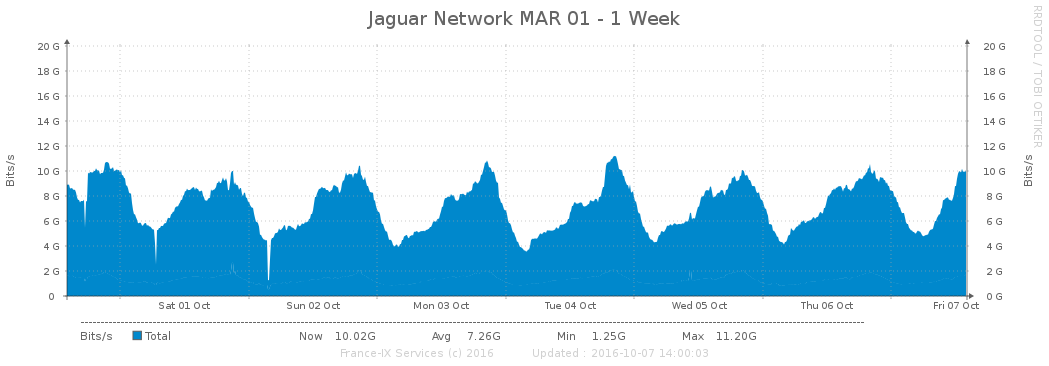 Jaguar Network MAR 01 - 1 Week
RRDTOOL / TOBI OETIKER
Bits/s
Bits/s
20 G 20 G
18 G 18 G
16 G 16 G
14 G 14 G
12 G 12 G
10 G 10 G
8 G 8 G
6 G 6 G
4 G 4 G
2 G 2 G
0 0 G
Sat 01 Oct Sun 02 Oct Mon 03 Oct Tue 04 Oct Wed 05 Oct Thu 06 Oct Fri 07 Oct
Bits/s Total Now 10.02G Avg 7.26G Min 1.25G Max 11.20G
France-IX Services (c) 2016 Updated : 2016-10-07 14:00:03